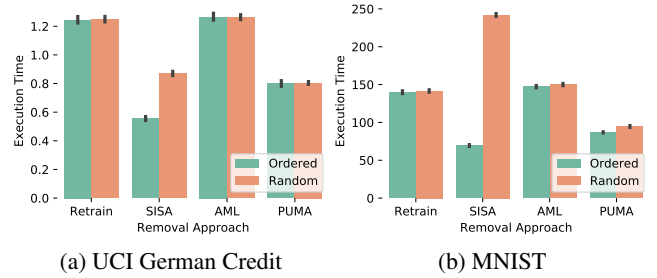 Execution Time
1.2
1.0
0.8
0.6
0.4
0.2
0.0
Ordered
Random
Retrain SISA AML PUMA
Removal Approach
(a) UCI German Credit
Execution Time
250
200
150
100
50
0
Ordered
Random
Retrain SISA AML PUMA
Removal Approach
(b) MNIST